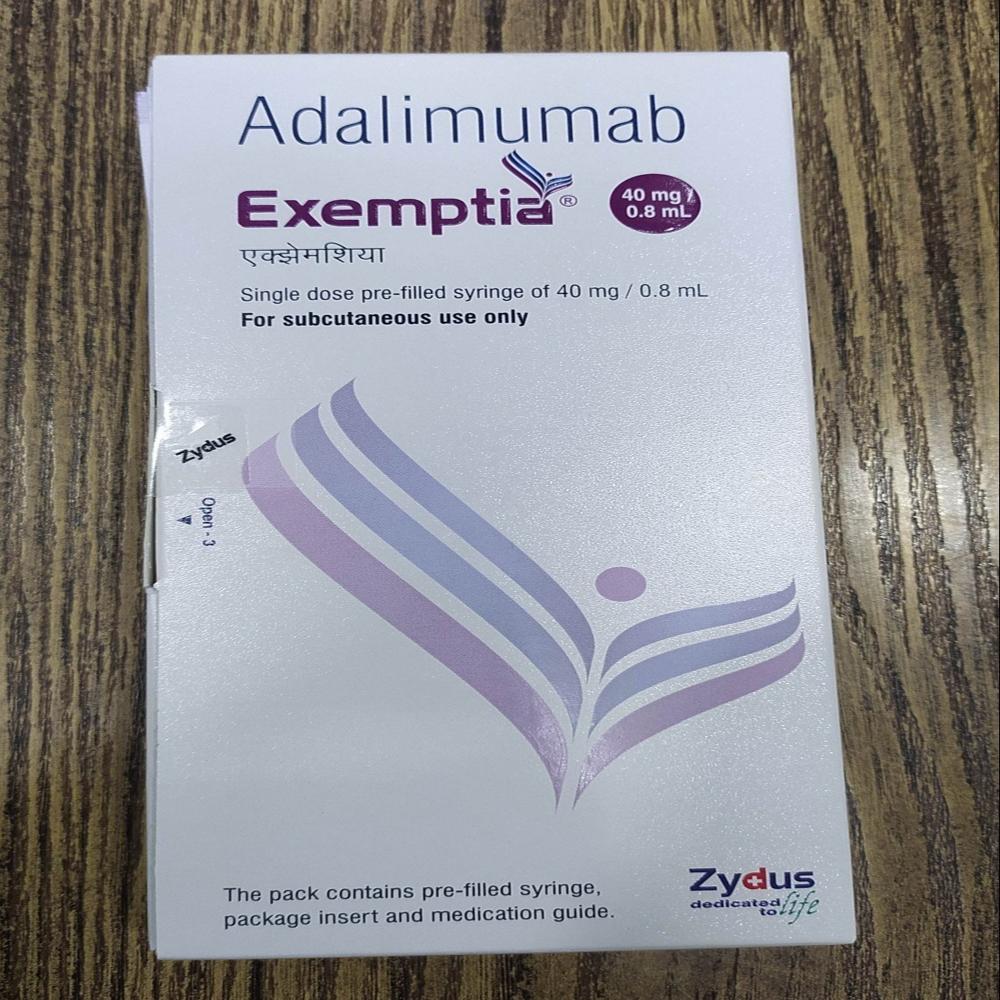 Adalimumab
Exemptia®
40 mg /
0.8 mL
एक्झेमशिया
Single dose pre-filled syringe of 40 mg / 0.8 mL
For subcutaneous use only
Zydus
Open - 3
The pack contains pre-filled syringe,
package insert and medication guide.
Zydus
dedicated
to life